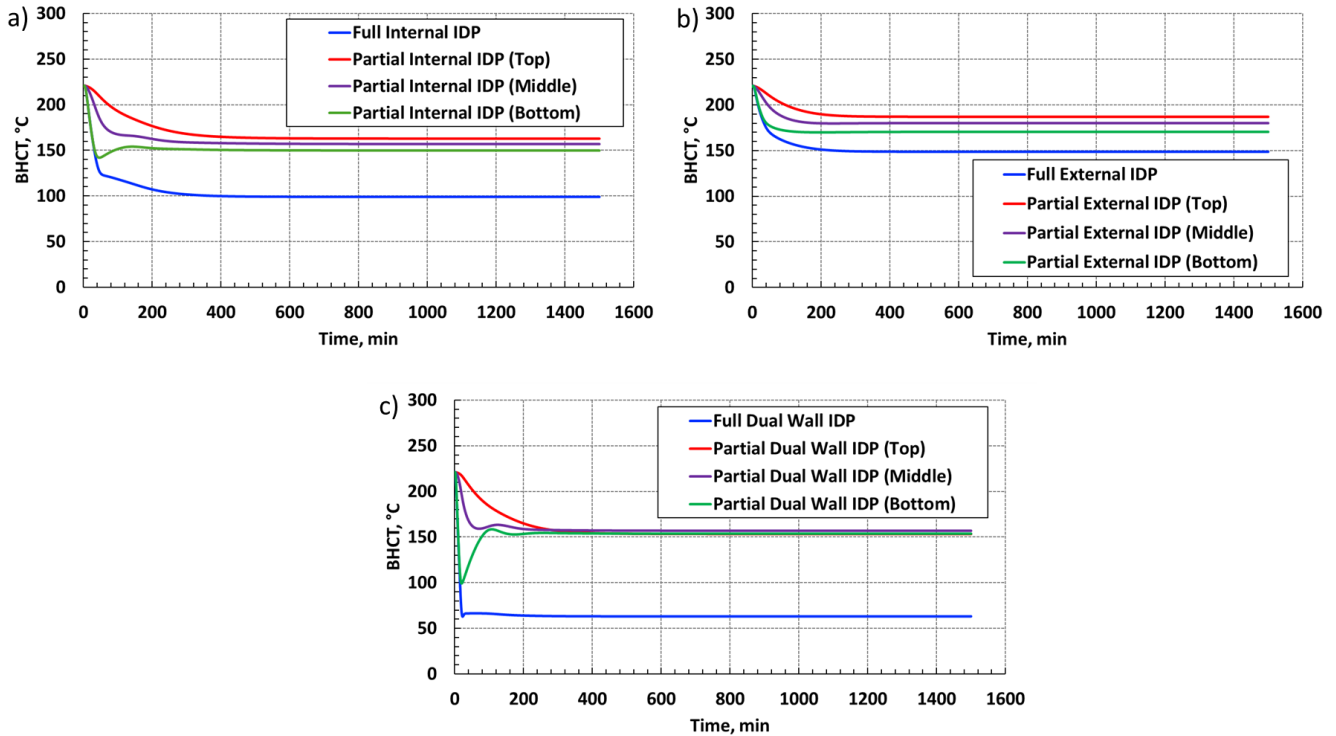 a)
300
250
200
150
100
50
0
BHCT, °C
Full Internal IDP
Partial Internal IDP (Top)
Partial Internal IDP (Middle)
Partial Internal IDP (Bottom)
0 200 400 600 800 1000 1200 1400 1600
Time, min
b)
300
250
200
150
100
50
0
BHCT, °C
Full External IDP
Partial External IDP (Top)
Partial External IDP (Middle)
Partial External IDP (Bottom)
0 200 400 600 800 1000 1200 1400 1600
Time, min
c)
300
250
200
150
100
50
0
BHCT, °C
Full Dual Wall IDP
Partial Dual Wall IDP (Top)
Partial Dual Wall IDP (Middle)
Partial Dual Wall IDP (Bottom)
0 200 400 600 800 1000 1200 1400 1600
Time, min